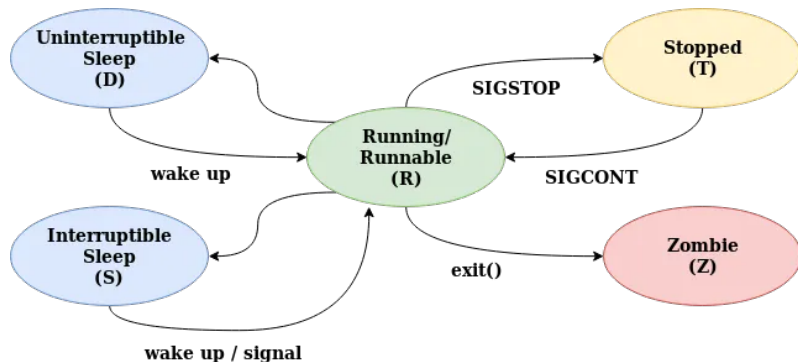 Uninterruptible
Sleep
(D)
Stopped
(T)
SIGSTOP
Running/
Runnable
(R)
wake up
SIGCONT
Interruptible
Sleep
(S)
Zombie
(Z)
exit()
wake up / signal